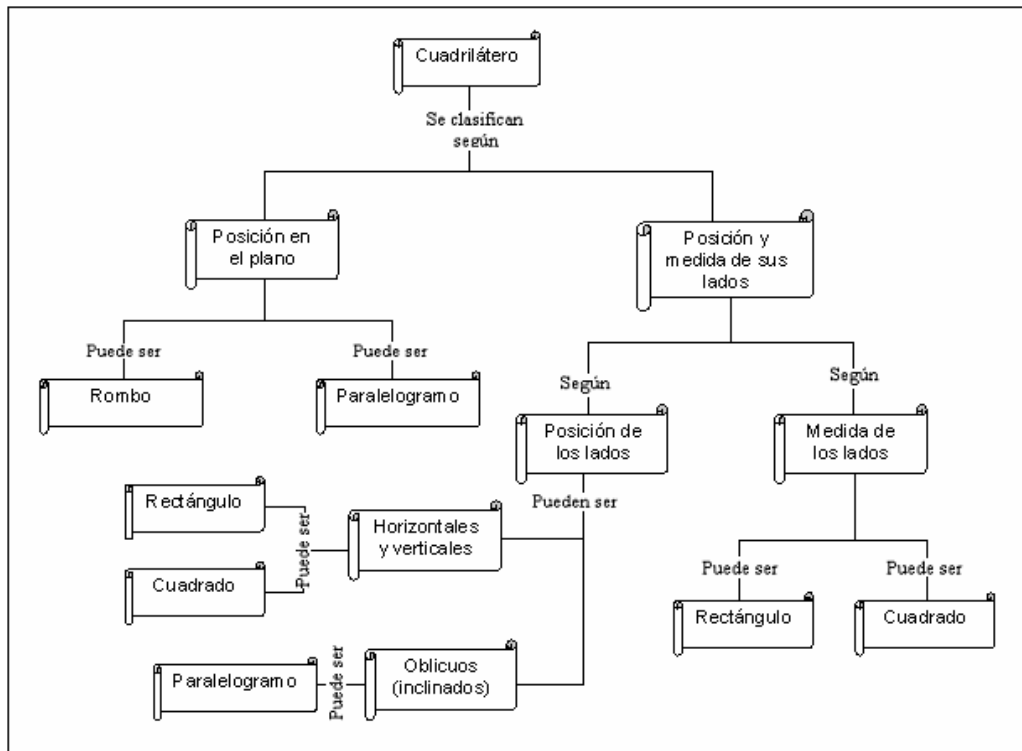 Cuadrilátero
Se clasifican
según
Posición en
el plano
Posición y
medida de sus
lados
Puede ser
Puede ser
Rombo
Paralelogramo
Según
Según
Posición de
los lados
Medida de
los lados
Pueden ser
Rectángulo
Cuadrado
Puede ser
Horizontales
y verticales
Paralelogramo
Puede ser
Oblicuos
(inclinados)
Puede ser
Puede ser
Rectángulo
Cuadrado